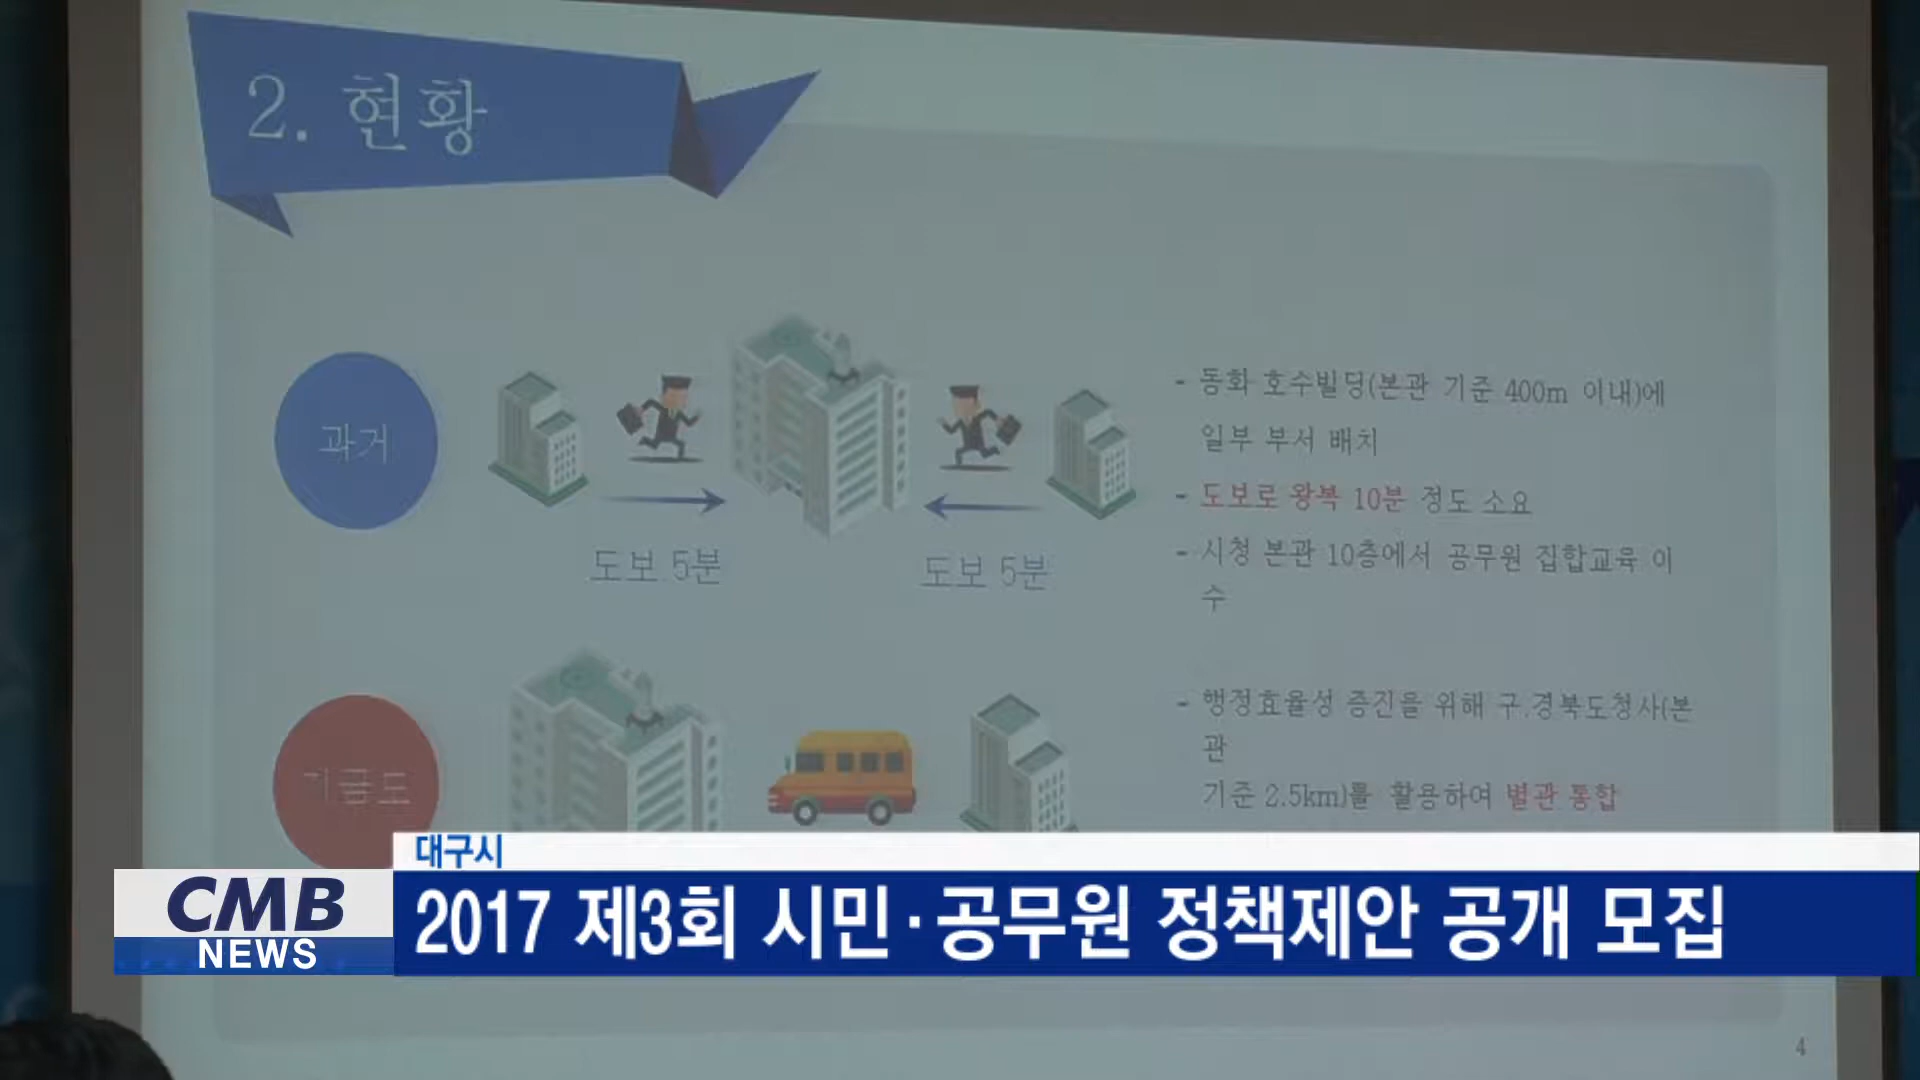 2. 현황
과거
도보 5분
도보 5분
- 동화 호수빌딩(본관 기준 400m 이내)에
일부 부서 배치
- 도보로 왕복 10분 정도 소요
- 시청 본관 10층에서 공무원 집합교육 이
수
- 행정효율성 증진을 위해 구.경북도청사(본
관
기준 2.5km)를 활용하여 별관 통합
대구시
CMB
NEWS
2017 제3회 시민·공무원 정책제안 공개 모집
4